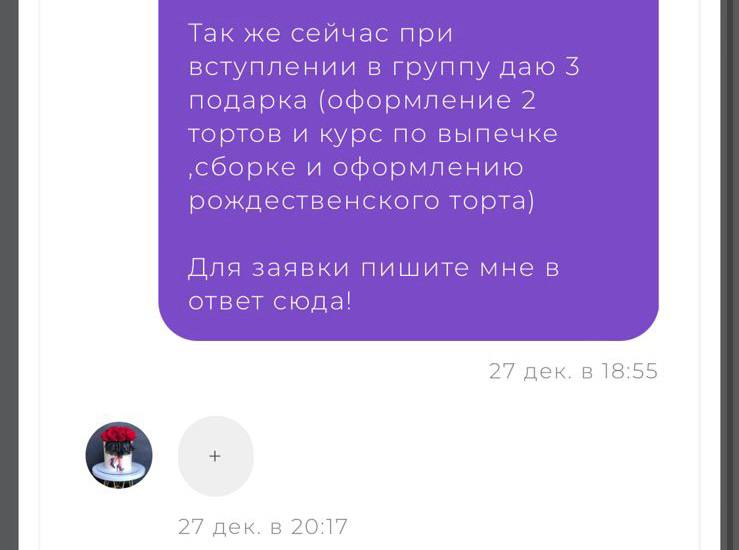 Так же сейчас при
вступлении в группу даю 3
подарка (оформление 2
тортов и курс по выпечке
,сборке и оформлению
рождественского торта)
Для заявки пишите мне в
ответ сюда!
27 дек. в 18:55
+
27 дек. в 20:17